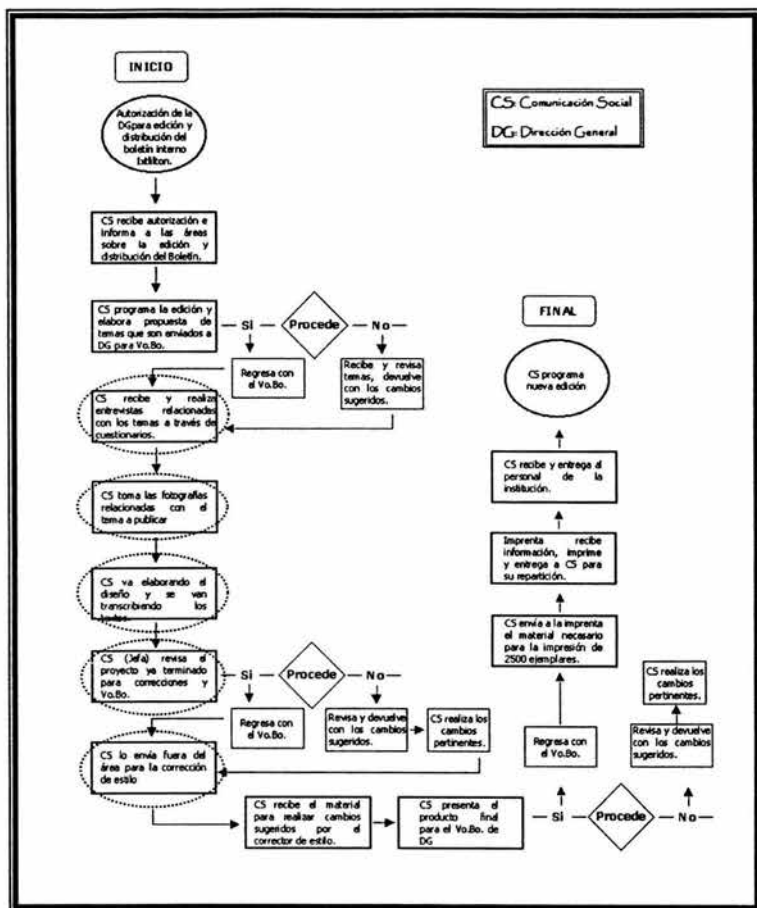 INICIO
Autorización de la
DGpara edición y
distribución del
boletín interno
Ixtlilton.
CS: Comunicación Social
DG: Dirección General
CS recibe autorización e
informa a las áreas
sobre la edición y
distribución del Boletín.
CS programa la edición y
elabora propuesta de
temas que son enviados a
DG para Vo.Bo.
Si
Procede
No
Regresa con
el Vo.Bo.
Recibe y revisa
temas, devuelve
con los cambios
sugeridos.
CS recibe y realiza
entrevistas relacionadas
con los temas a través de
cuestionarios.
CS toma las fotografías
relacionadas con el
tema a publicar
CS va elaborando el
diseño y se van
transcribiendo los
textos.
CS (Jefa) revisa el
proyecto ya terminado
para correcciones y
Vo.Bo.
Si
Procede
No
Regresa con
el Vo.Bo.
Revisa y devuelve
con los cambios
sugeridos.
CS realiza los
cambios
pertinentes.
CS lo envía fuera del
área para la corrección
de estilo
CS recibe el material
para realizar cambios
sugeridos por el
corrector de estilo.
CS presenta el
producto final
para el Vo.Bo. de
DG
Si
Procede
No
Regresa con
el Vo.Bo.
Revisa y devuelve
con los cambios
sugeridos.
CS realiza los
cambios
pertinentes.
CS envía a la imprenta
el material necesario
para la impresión de
2500 ejemplares.
Imprenta recibe
información, imprime
y entrega a CS para
su repartición.
CS recibe y entrega al
personal de la
institución.
CS programa
nueva edición
FINAL